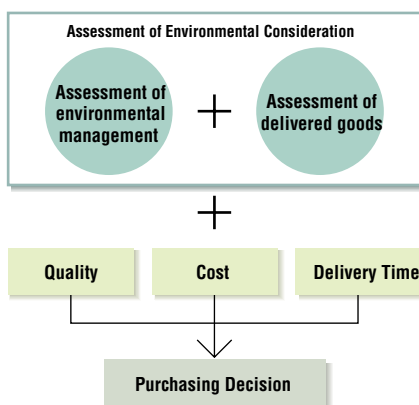 Assessment of Environmental Consideration
Assessment of
environmental
management
+
Assessment of
delivered goods
+
Quality
Cost
Delivery Time
Purchasing Decision